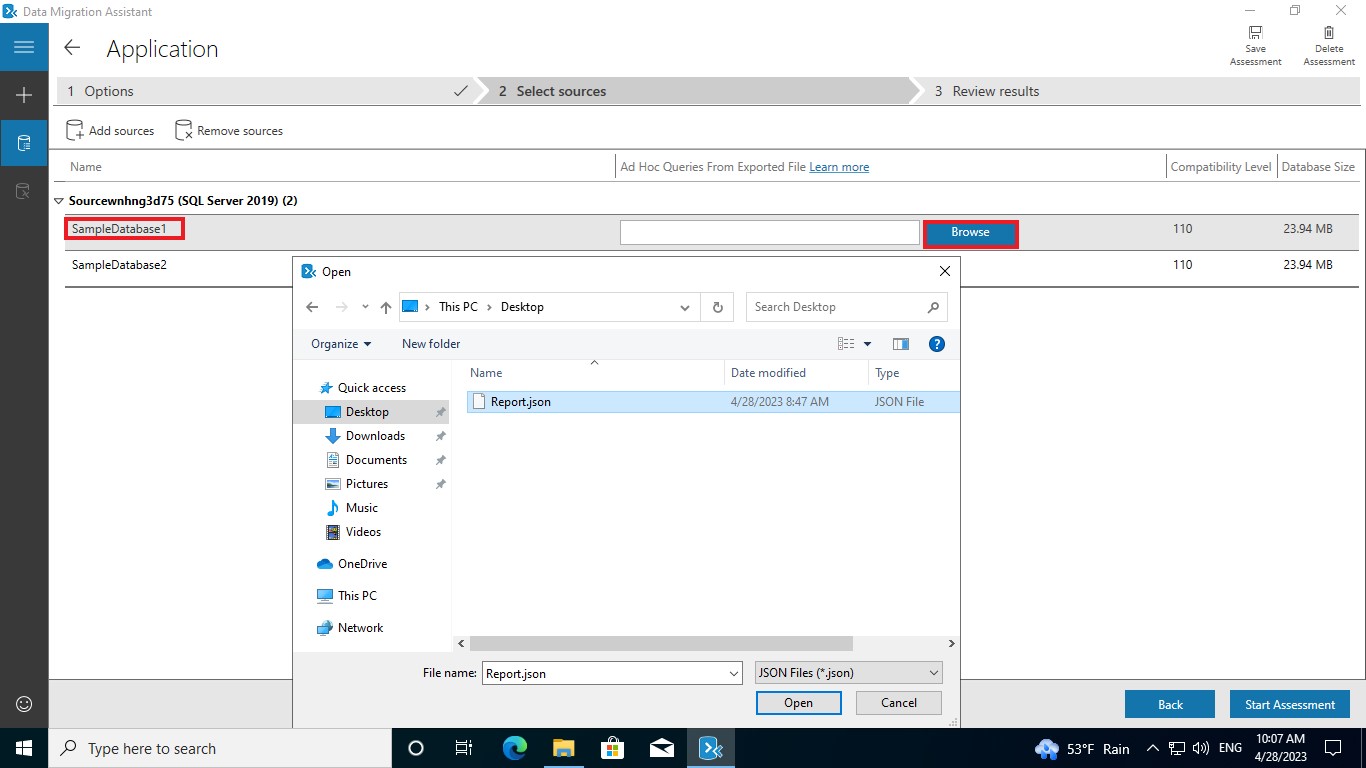 Data Migration Assistant
Application
Save Assessment
Delete Assessment
1 Options
2 Select sources
3 Review results
Add sources
Remove sources
Name
Ad Hoc Queries From Exported File Learn more
Compatibility Level
Database Size
Sourcewnhng3d75 (SQL Server 2019) (2)
SampleDatabase1
Browse
110
23.94 MB
SampleDatabase2
110
23.94 MB
Open
This PC
Desktop
Search Desktop
Organize
New folder
Name
Date modified
Type
Report.json
4/28/2023 8:47 AM
JSON File
Quick access
Desktop
Downloads
Documents
Pictures
Music
Videos
OneDrive
This PC
Network
File name:
Report.json
JSON Files (*.json)
Open
Cancel
Back
Start Assessment
Type here to search
53°F Rain
ENG
10:07 AM
4/28/2023